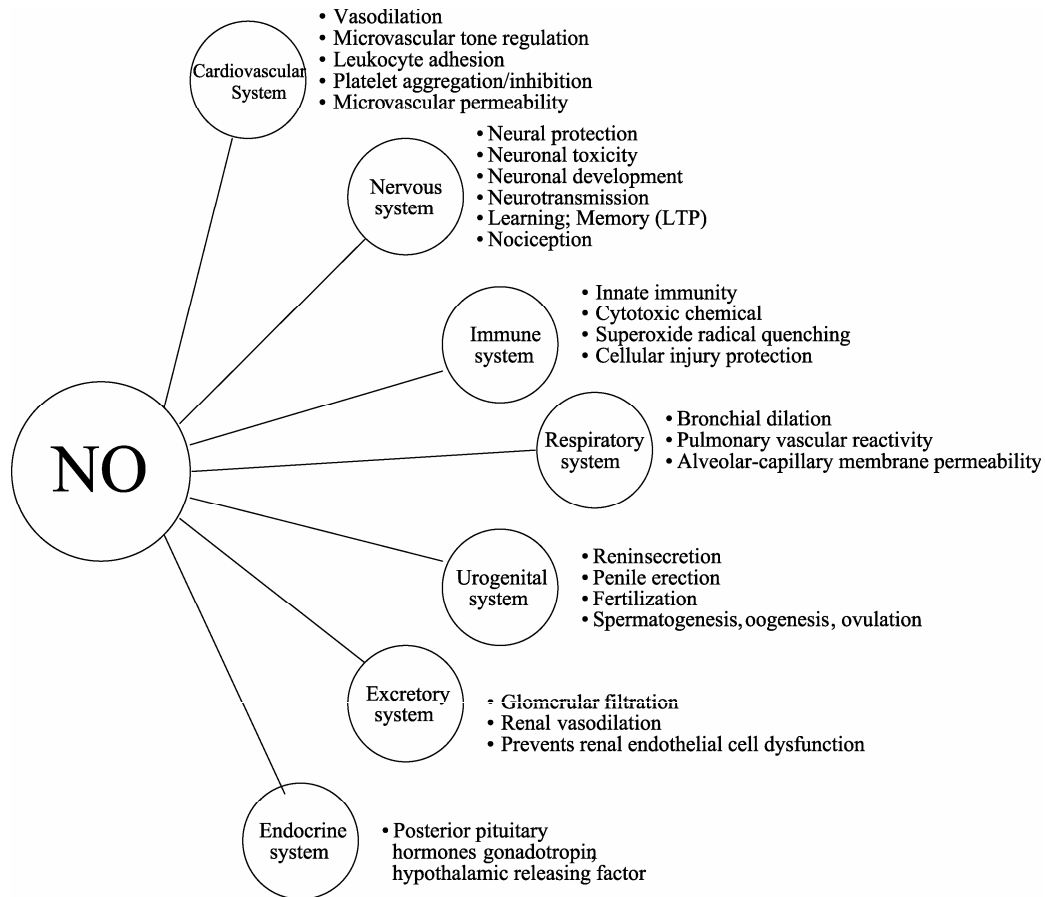 Cardiovascular
System
• Vasodilation
• Microvascular tone regulation
• Leukocyte adhesion
• Platelet aggregation/inhibition
• Microvascular permeability
Nervous
system
• Neural protection
• Neuronal toxicity
• Neuronal development
• Neurotransmission
• Learning; Memory (LTP)
• Nociception
Immune
system
• Innate immunity
• Cytotoxic chemical
• Superoxide radical quenching
• Cellular injury protection
NO
Respiratory
system
• Bronchial dilation
• Pulmonary vascular reactivity
• Alveolar-capillary membrane permeability
Urogenital
system
• Reninsecretion
• Penile erection
• Fertilization
• Spermatogenesis, oogenesis, ovulation
Excretory
system
• Glomerular filtration
• Renal vasodilation
• Prevents renal endothelial cell dysfunction
Endocrine
system
• Posterior pituitary
hormones gonadotropin,
hypothalamic releasing factor